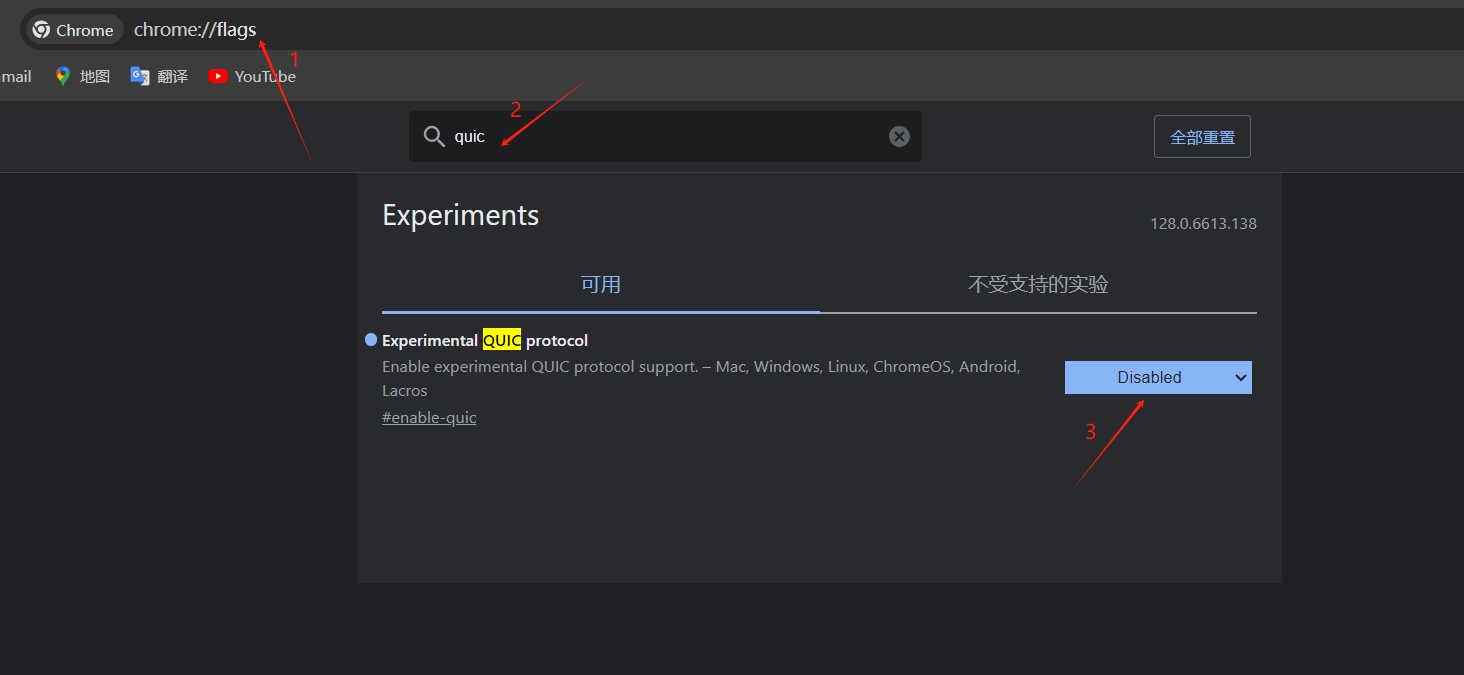 Chrome chrome://flags
1
mail 地图 翻译 YouTube
2
quic
全部重置
Experiments
128.0.6613.138
可用 不受支持的实验
Experimental QUIC protocol
Enable experimental QUIC protocol support. – Mac, Windows, Linux, ChromeOS, Android,
Lacros
#enable-quic
Disabled
3